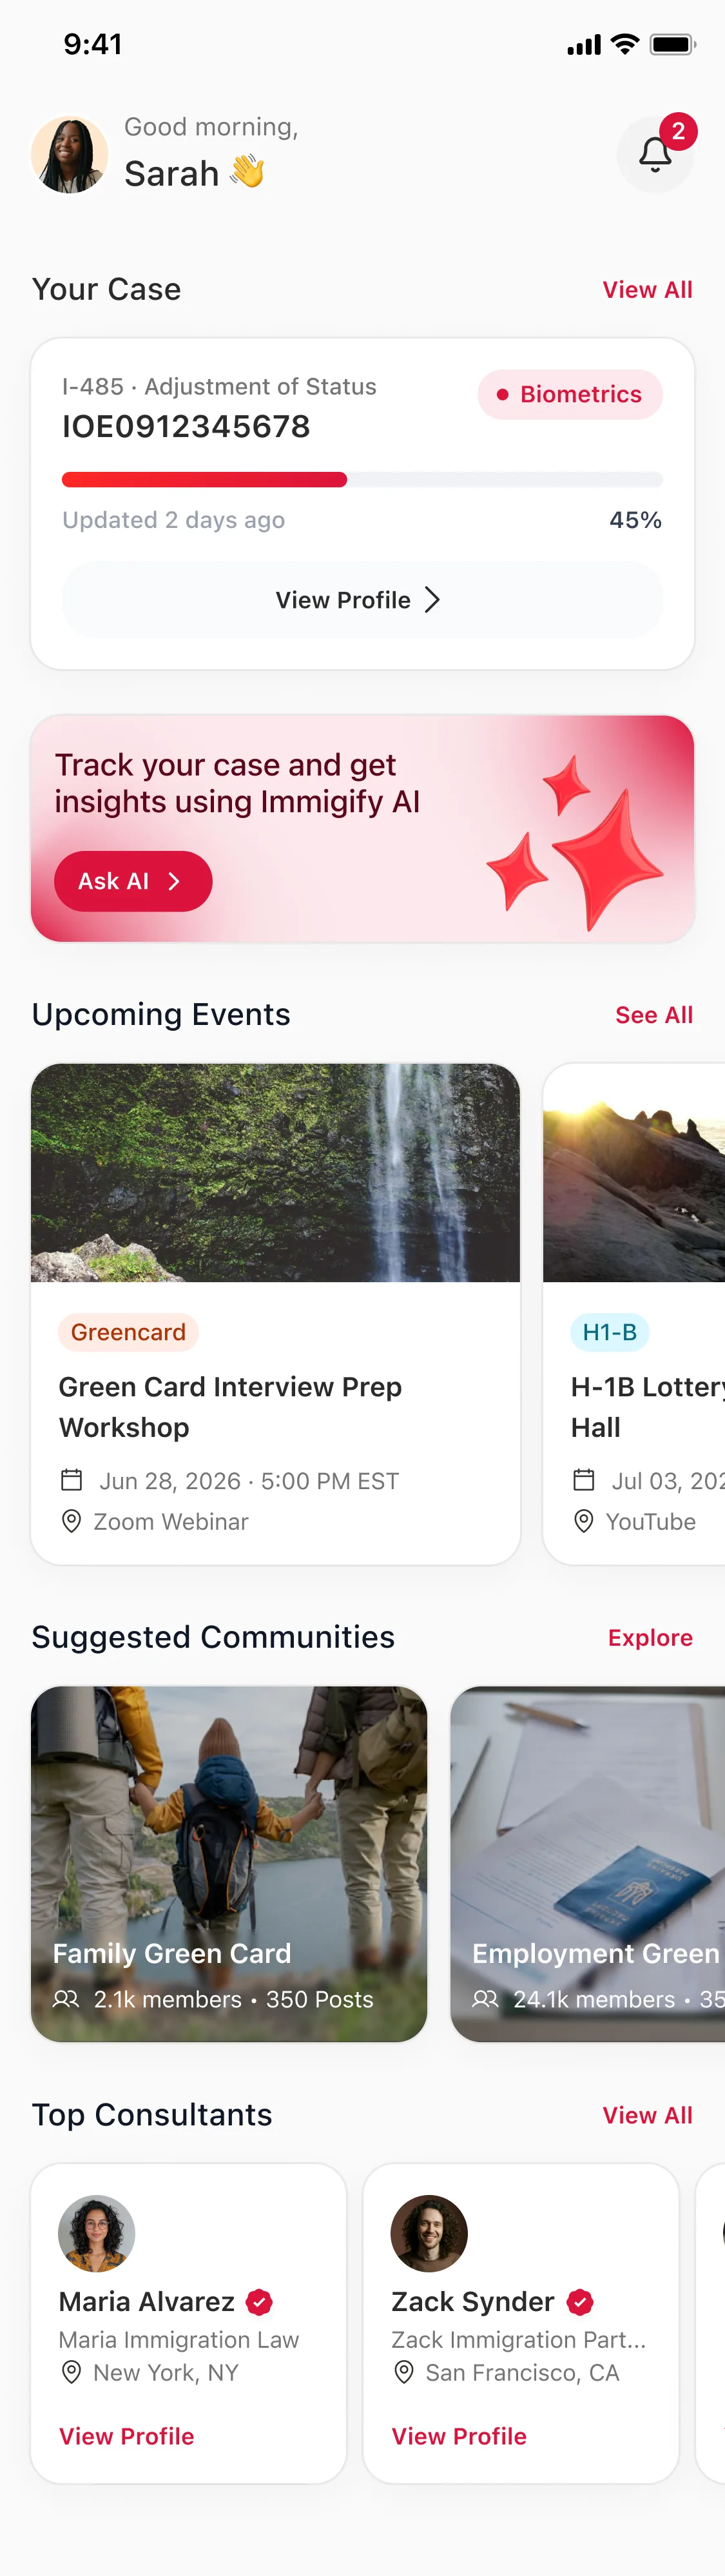 9:41
Good morning,
Sarah 👋
2
Your Case
View All
I-485 · Adjustment of Status
IOE0912345678
Biometrics
Updated 2 days ago
45%
View Profile
Track your case and get
insights using Immigify AI
Ask AI
Upcoming Events
See All
Greencard
Green Card Interview Prep
Workshop
Jun 28, 2026 · 5:00 PM EST
Zoom Webinar
H1-B
H-1B Lottery
Hall
Jul 03, 202
YouTube
Suggested Communities
Explore
Family Green Card
2.1k members • 350 Posts
Employment Green
24.1k members • 35
Top Consultants
View All
Maria Alvarez
Maria Immigration Law
New York, NY
View Profile
Zack Synder
Zack Immigration Part...
San Francisco, CA
View Profile